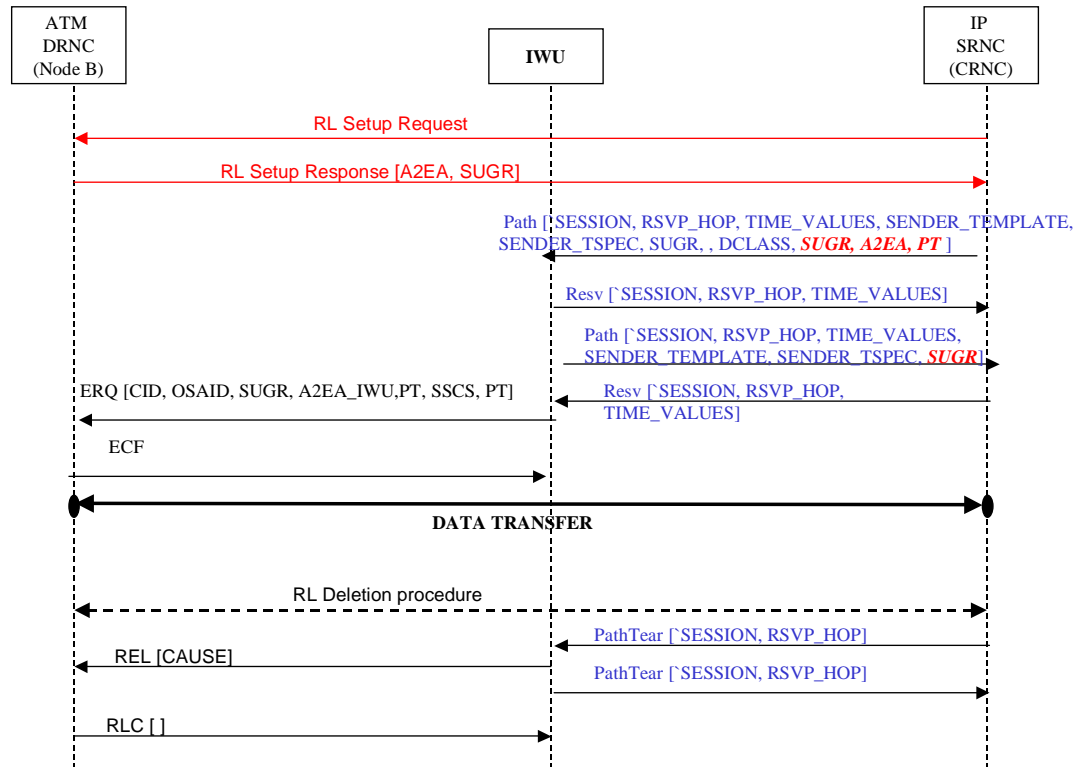 ATM
DRNC
(Node B)
IWU
IP
SRNC
(CRNC)
RL Setup Request
RL Setup Response [A2EA, SUGR]
Path [`SESSION, RSVP_HOP, TIME_VALUES, SENDER_TEMPLATE,
SENDER_TSPEC, SUGR, , DCLASS, SUGR, A2EA, PT ]
Resv [`SESSION, RSVP_HOP, TIME_VALUES]
Path [`SESSION, RSVP_HOP, TIME_VALUES,
SENDER_TEMPLATE, SENDER_TSPEC, SUGR]
ERQ [CID, OSAID, SUGR, A2EA_IWU,PT, SSCS, PT]
Resv [`SESSION, RSVP_HOP,
TIME_VALUES]
ECF
DATA TRANSFER
RL Deletion procedure
PathTear [`SESSION, RSVP_HOP]
REL [CAUSE]
PathTear [`SESSION, RSVP_HOP]
RLC [ ]